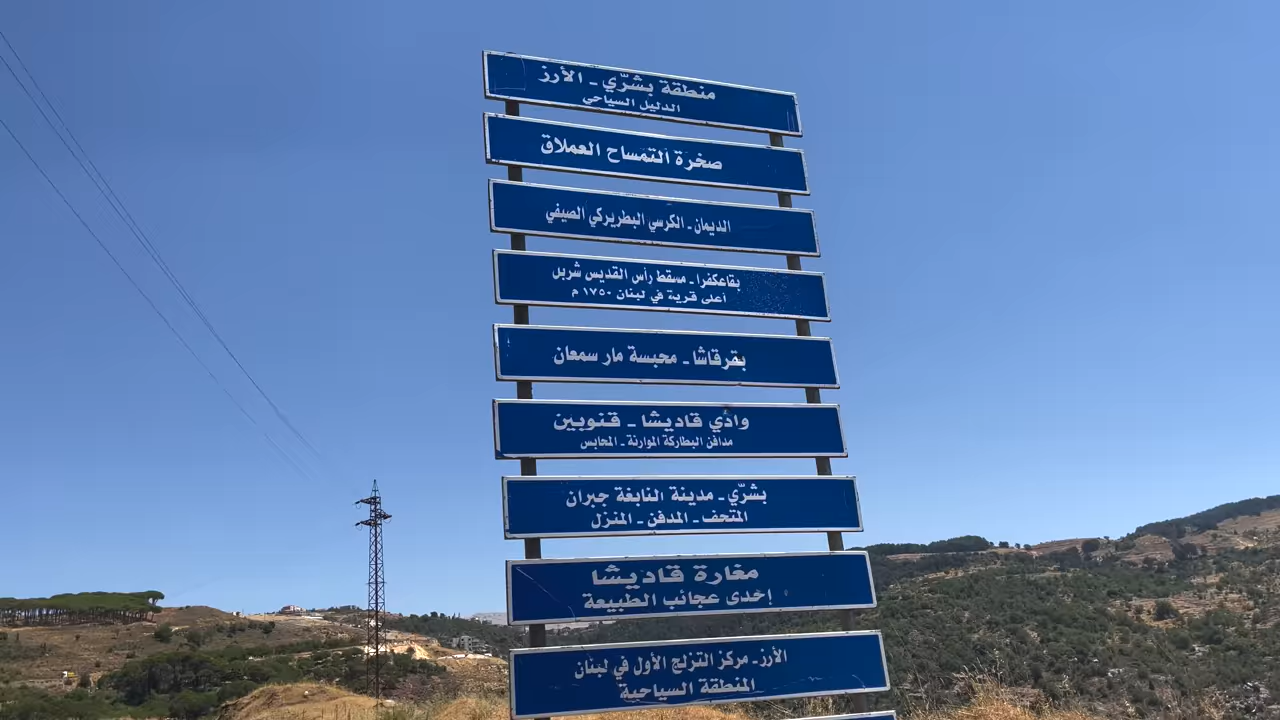 منطقة بشرّي - الأرز
الدليل السياحي
صخرة التمساح العملاق
الديمان - الكرسي البطريركي الصيفي
بقاعكفرا - مسقط رأس القديس شربل
أعلى قرية في لبنان ١٧٥٠ م
بقرقاشا - محبسة مار سمعان
وادي قاديشا - قنوبين
مدافن البطاركة الموارنة - المحابس
بشرّي - مدينة النابغة جبران
المتحف - المدفن - المنزل
مغارة قاديشا
إحدى عجائب الطبيعة
الأرز - مركز التزلج الأول في لبنان
المنطقة السياحية